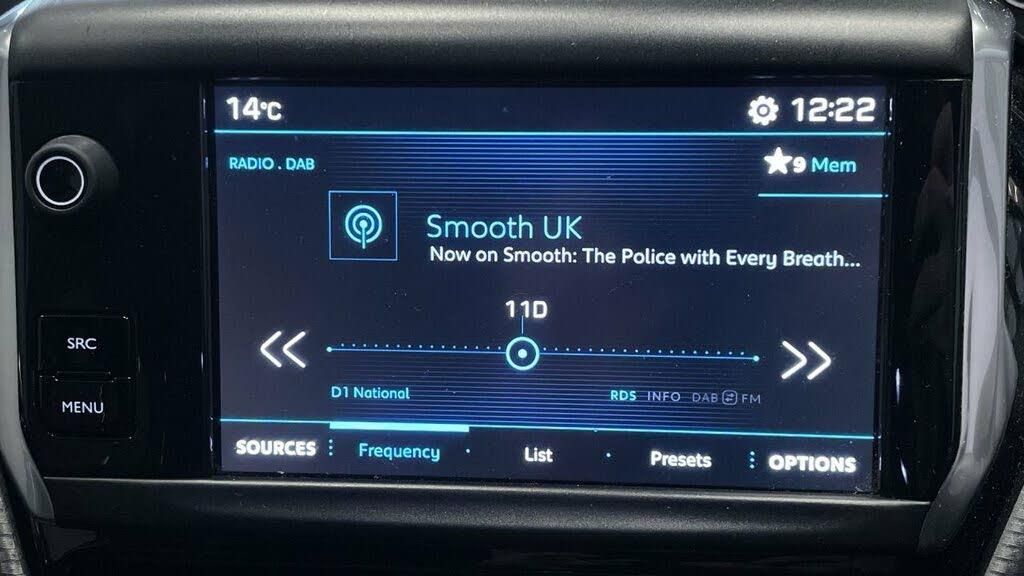 14°C 12:22
RADIO . DAB 9 Mem
Smooth UK
Now on Smooth: The Police with Every Breath...
11D
SRC
D1 National RDS INFO DAB FM
MENU
SOURCES Frequency List Presets OPTIONS